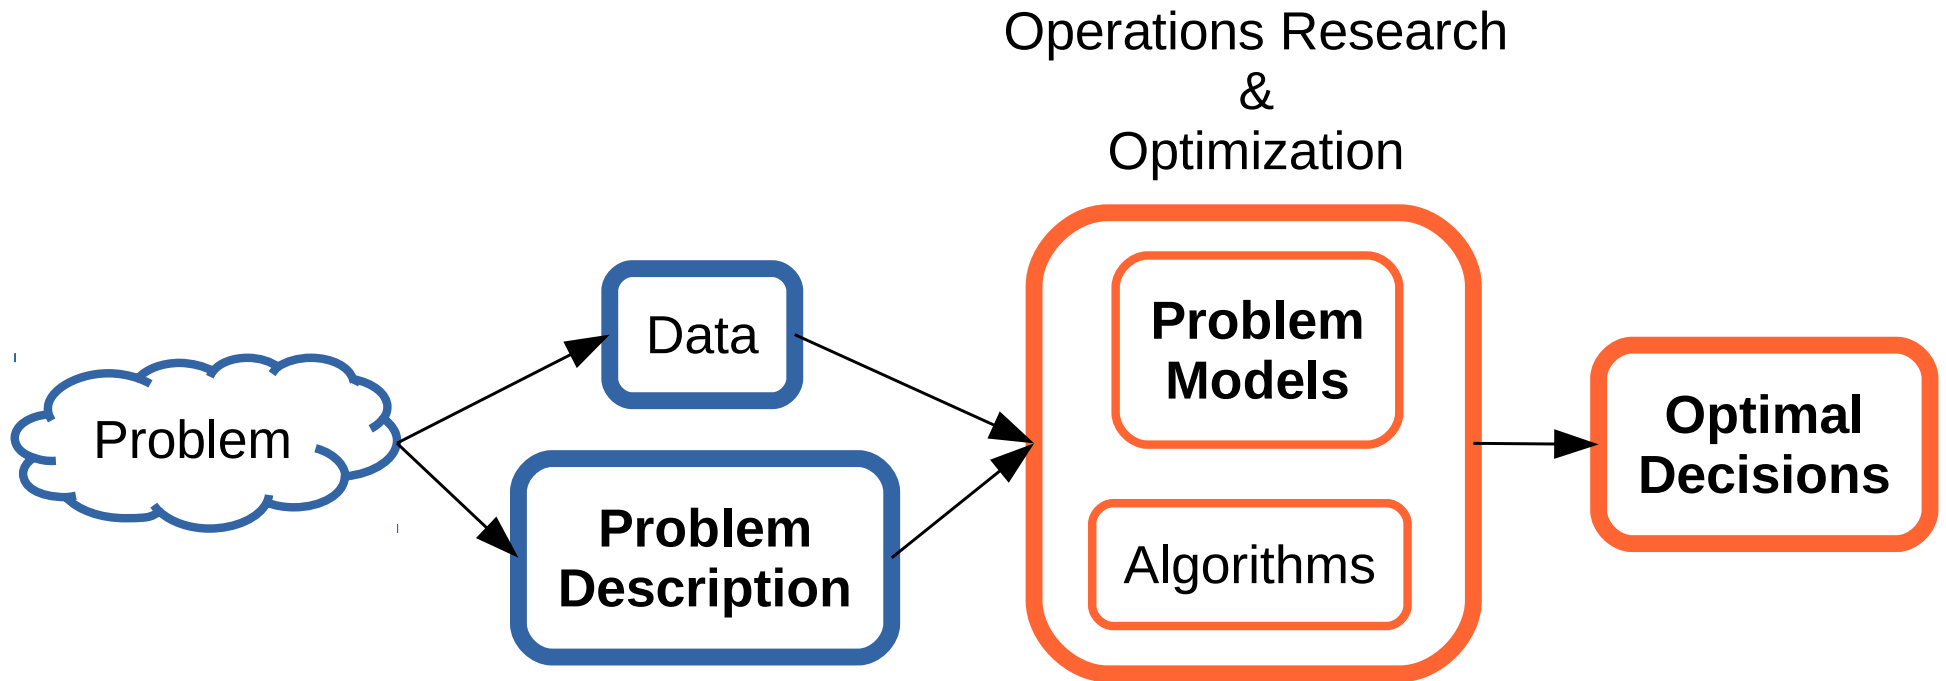 Operations Research
&
Optimization
Problem
Data
Problem
Description
Problem
Models
Algorithms
Optimal
Decisions